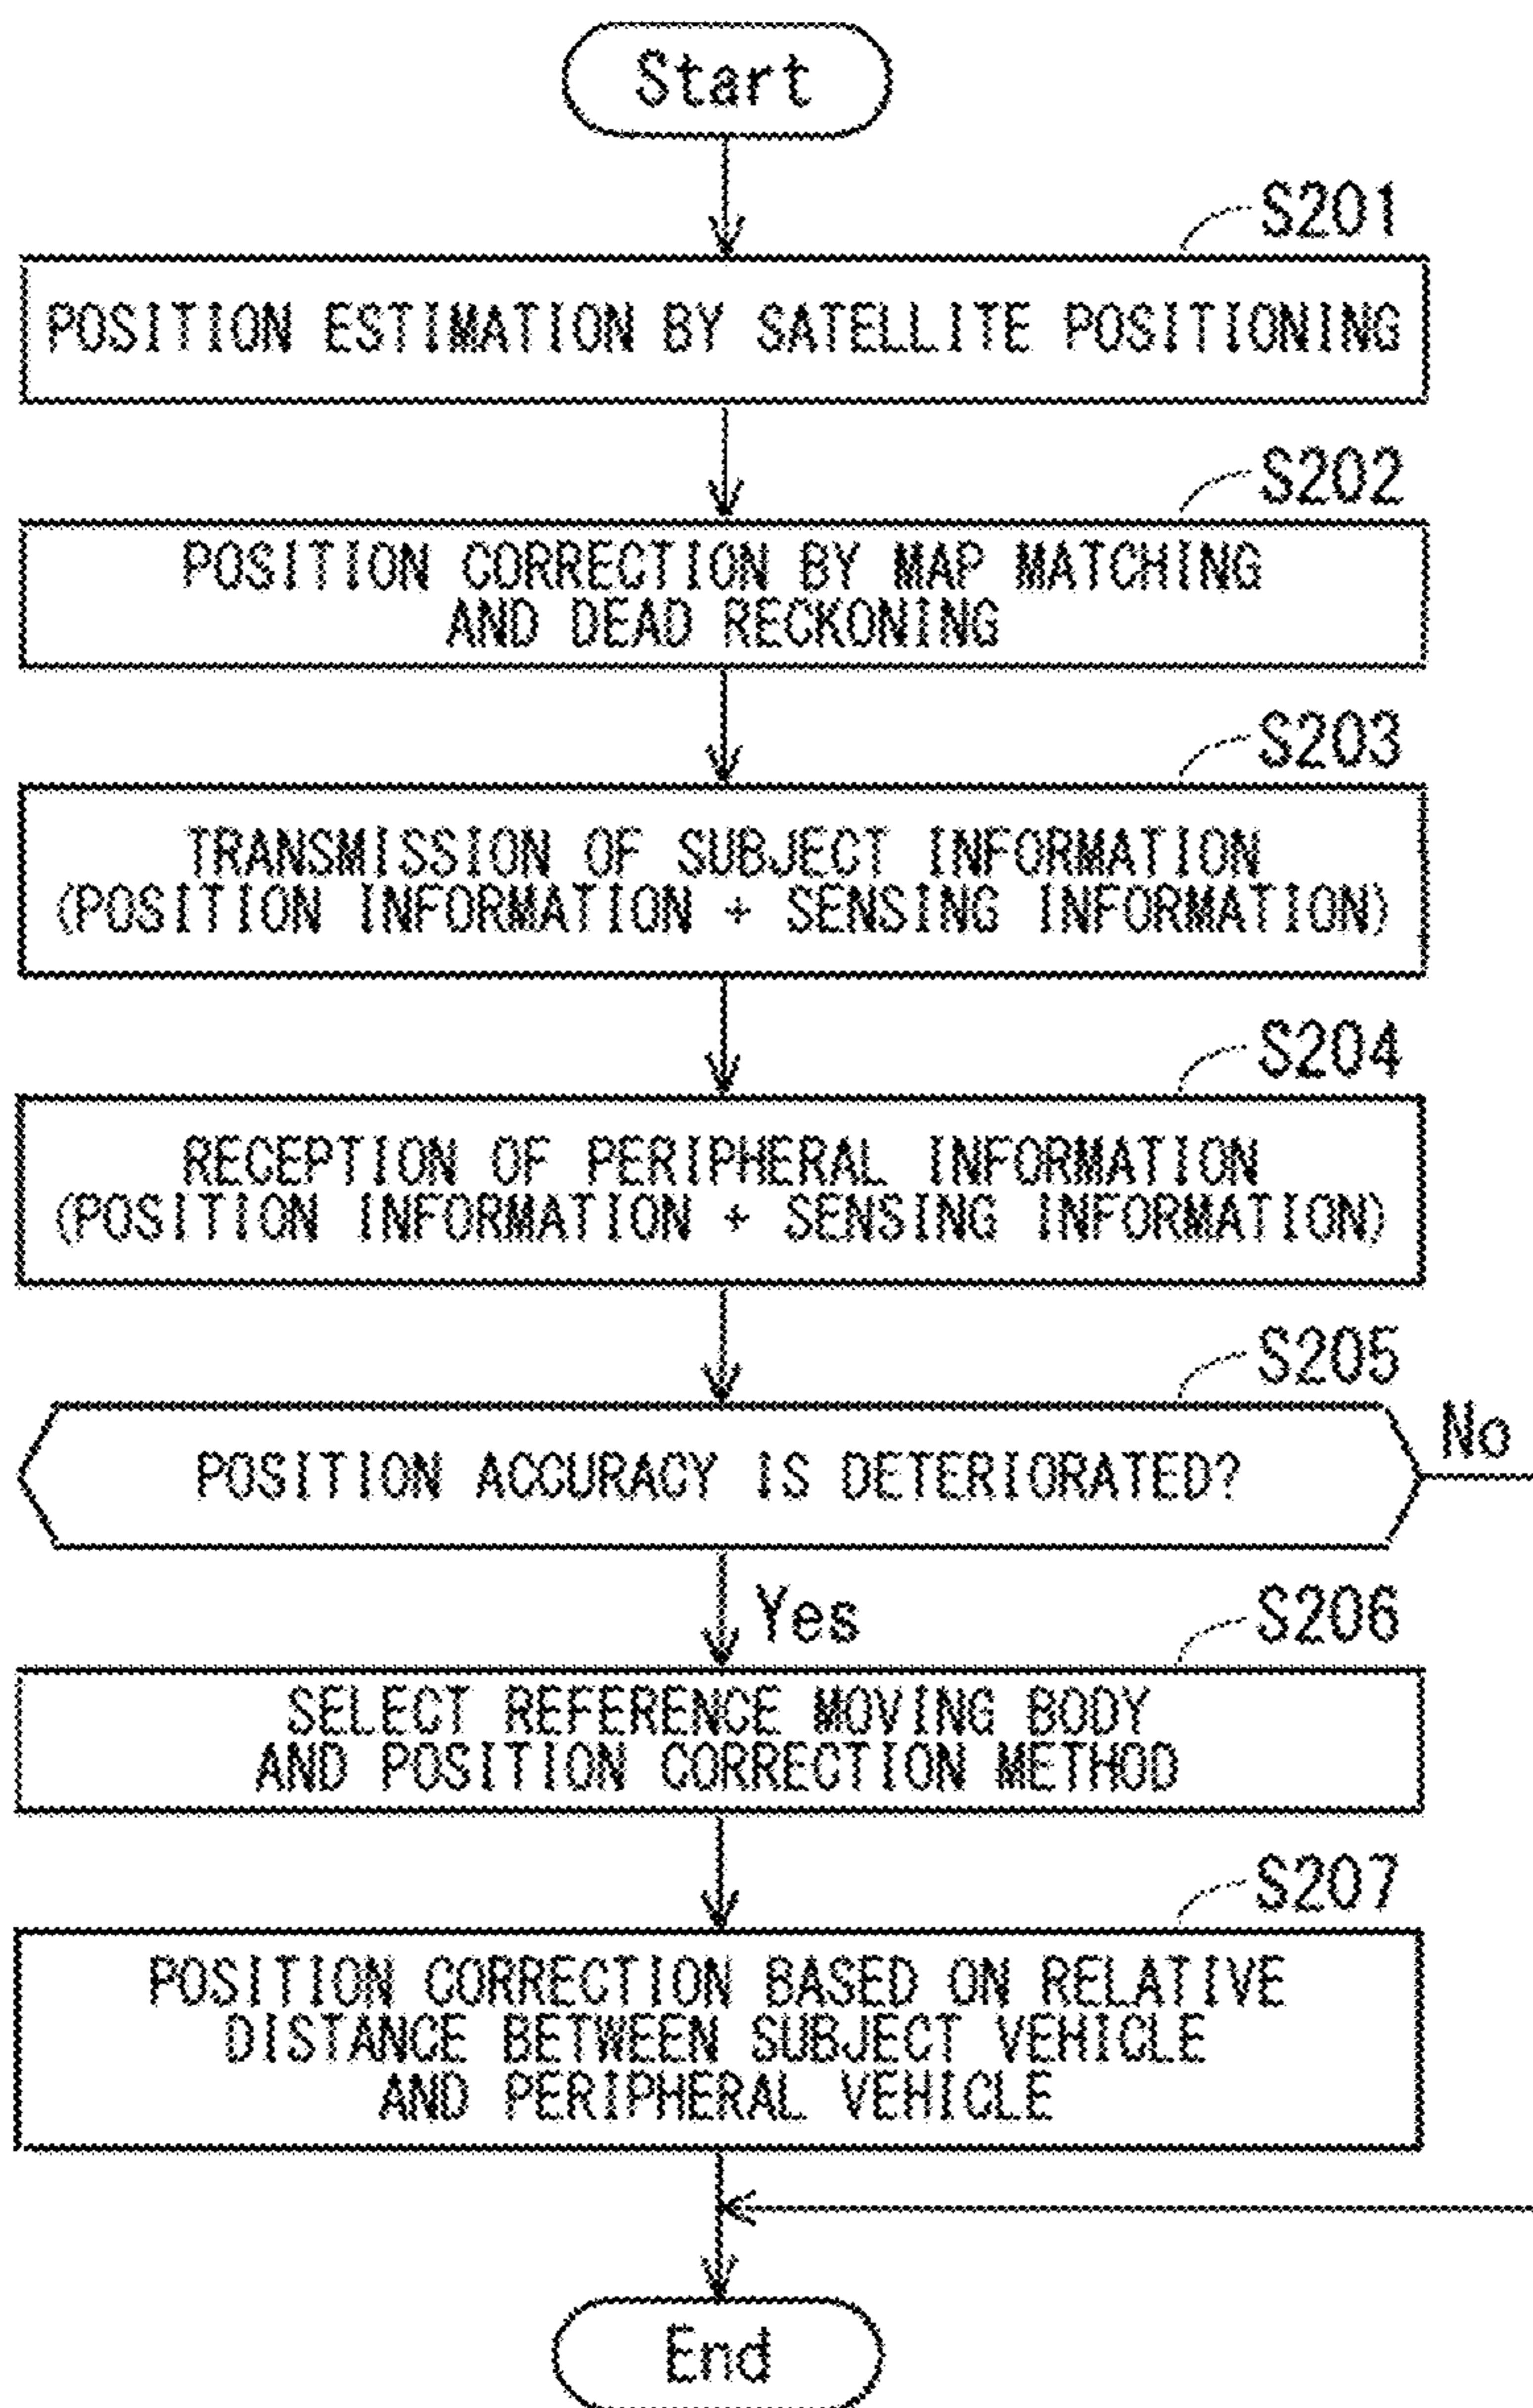 Start
S201
POSITION ESTIMATION BY SATELLITE POSITIONING
S202
POSITION CORRECTION BY MAP MATCHING
AND DEAD RECKONING
S203
TRANSMISSION OF SUBJECT INFORMATION
(POSITION INFORMATION + SENSING INFORMATION)
S204
RECEPTION OF PERIPHERAL INFORMATION
(POSITION INFORMATION + SENSING INFORMATION)
S205
No
POSITION ACCURACY IS DETERIORATED?
Yes
S206
SELECT REFERENCE MOVING BODY
AND POSITION CORRECTION METHOD
S207
POSITION CORRECTION BASED ON RELATIVE
DISTANCE BETWEEN SUBJECT VEHICLE
AND PERIPHERAL VEHICLE
End